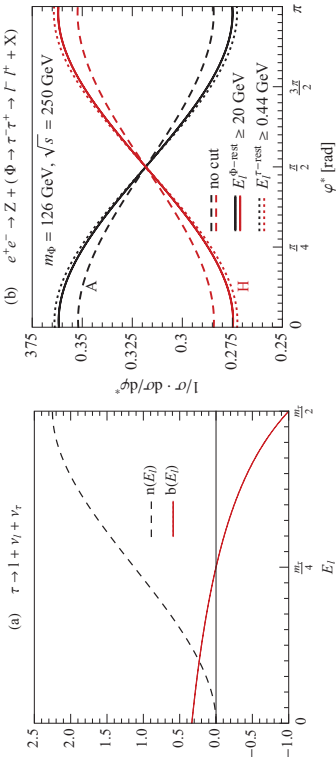 (a) τ → l + ν_l + ν_τ
2.5
2.0
1.5
1.0
0.5
0.0
−0.5
−1.0
n(E_l)
b(E_l)
0
m_τ/4
m_τ/2
E_l
(b) e⁺e⁻ → Z + (Φ → τ⁻τ⁺ → l⁻ l⁺ + X)
m_Φ = 126 GeV, √s = 250 GeV
1/σ · dσ/dφ*
0.375
0.35
0.325
0.3
0.275
0.25
A
H
no cut
E_l^{Φ−rest} ≥ 20 GeV
E_l^{τ−rest} ≥ 0.44 GeV
0
π/4
π/2
3π/2
π
φ* [rad]